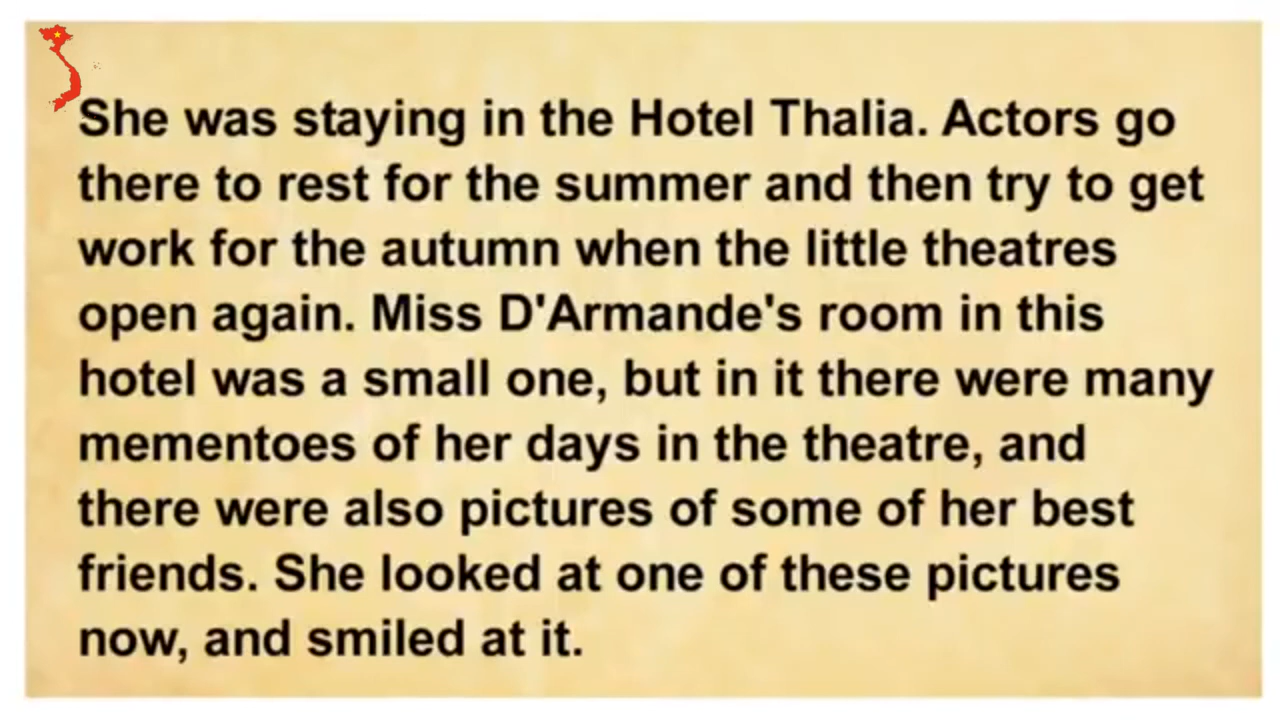 She was staying in the Hotel Thalia. Actors go
there to rest for the summer and then try to get
work for the autumn when the little theatres
open again. Miss D'Armande's room in this
hotel was a small one, but in it there were many
mementoes of her days in the theatre, and
there were also pictures of some of her best
friends. She looked at one of these pictures
now, and smiled at it.